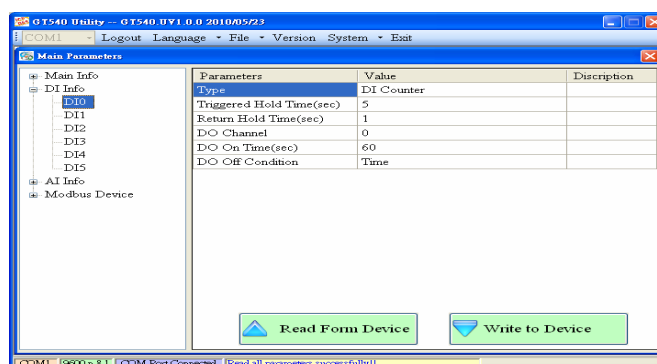 GT540 Utility -- GT540.UV1.0.0 2010/05/23
COM1 Logout Language File Version System Exit
Main Parameters
Main Info
DI Info
DI0
DI1
DI2
DI3
DI4
DI5
AI Info
Modbus Device
Parameters Value Discription
Type DI Counter
Triggered Hold Time(sec) 5
Return Hold Time(sec) 1
DO Channel 0
DO On Time(sec) 60
DO Off Condition Time
Read Form Device Write to Device
COM1 9600,n,8,1 COM Port Connected Read all parameters successfully!!